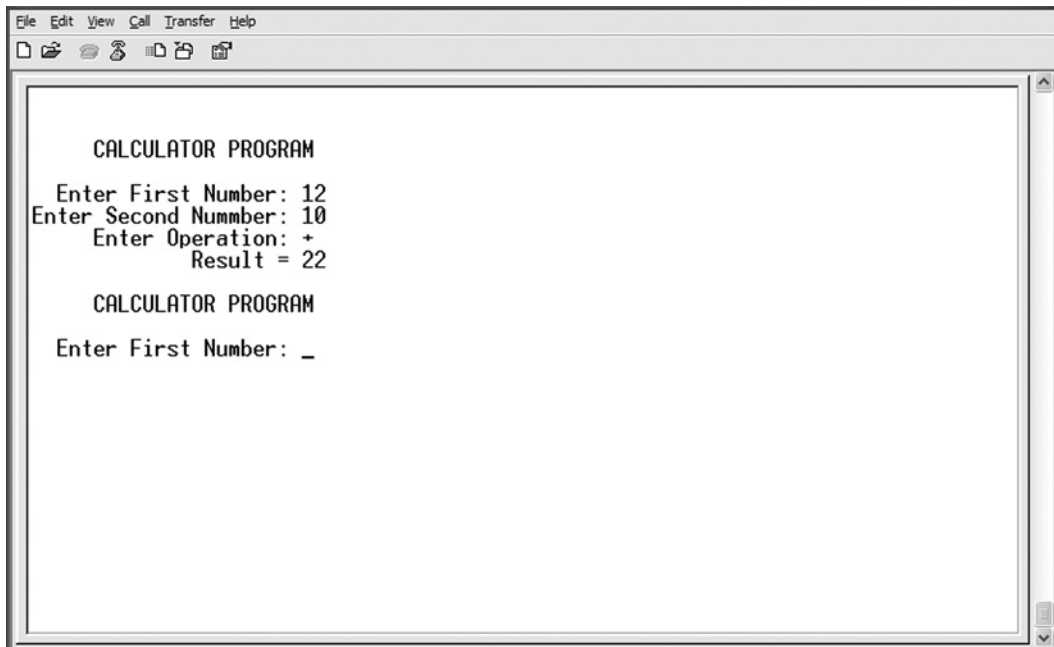 File Edit View Call Transfer Help
CALCULATOR PROGRAM
Enter First Number: 12
Enter Second Nummber: 10
Enter Operation: +
Result = 22
CALCULATOR PROGRAM
Enter First Number: _